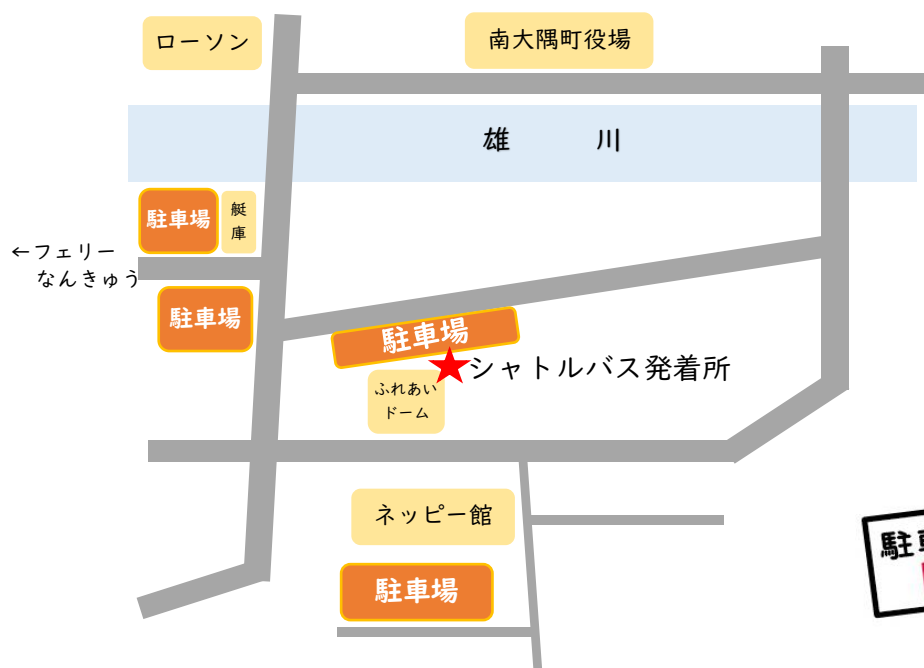 ローソン
南大隅町役場
雄 川
駐車場
艇
庫
←フェリー
なんきゅう
駐車場
駐車場
シャトルバス発着所
ふれあい
ドーム
ネッピー館
駐車場
駐